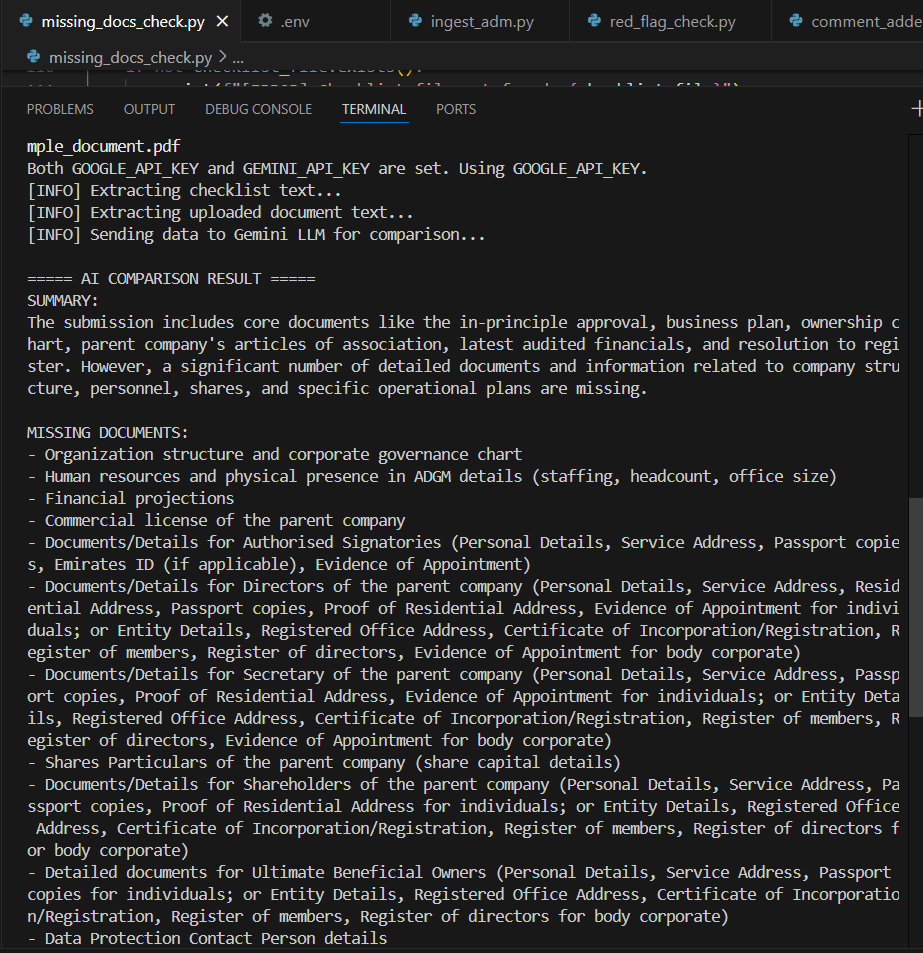 missing_docs_check.py
.env
ingest_adm.py
red_flag_check.py
comment_adde
missing_docs_check.py > ...
PROBLEMS OUTPUT DEBUG CONSOLE TERMINAL PORTS
mple_document.pdf
Both GOOGLE_API_KEY and GEMINI_API_KEY are set. Using GOOGLE_API_KEY.
[INFO] Extracting checklist text...
[INFO] Extracting uploaded document text...
[INFO] Sending data to Gemini LLM for comparison...
===== AI COMPARISON RESULT =====
SUMMARY:
The submission includes core documents like the in-principle approval, business plan, ownership c
hart, parent company's articles of association, latest audited financials, and resolution to regi
ster. However, a significant number of detailed documents and information related to company stru
cture, personnel, shares, and specific operational plans are missing.
MISSING DOCUMENTS:
- Organization structure and corporate governance chart
- Human resources and physical presence in ADGM details (staffing, headcount, office size)
- Financial projections
- Commercial license of the parent company
- Documents/Details for Authorised Signatories (Personal Details, Service Address, Passport copie
s, Emirates ID (if applicable), Evidence of Appointment)
- Documents/Details for Directors of the parent company (Personal Details, Service Address, Resid
ential Address, Passport copies, Proof of Residential Address, Evidence of Appointment for indivi
duals; or Entity Details, Registered Office Address, Certificate of Incorporation/Registration, R
egister of members, Register of directors, Evidence of Appointment for body corporate)
- Documents/Details for Secretary of the parent company (Personal Details, Service Address, Passp
ort copies, Proof of Residential Address, Evidence of Appointment for individuals; or Entity Deta
ils, Registered Office Address, Certificate of Incorporation/Registration, Register of members, R
egister of directors, Evidence of Appointment for body corporate)
- Shares Particulars of the parent company (share capital details)
- Documents/Details for Shareholders of the parent company (Personal Details, Service Address, Pa
ssport copies, Proof of Residential Address for individuals; or Entity Details, Registered Office
Address, Certificate of Incorporation/Registration, Register of members, Register of directors f
or body corporate)
- Detailed documents for Ultimate Beneficial Owners (Personal Details, Service Address, Passport
copies for individuals; or Entity Details, Registered Office Address, Certificate of Incorporatio
n/Registration, Register of members, Register of directors for body corporate)
- Data Protection Contact Person details